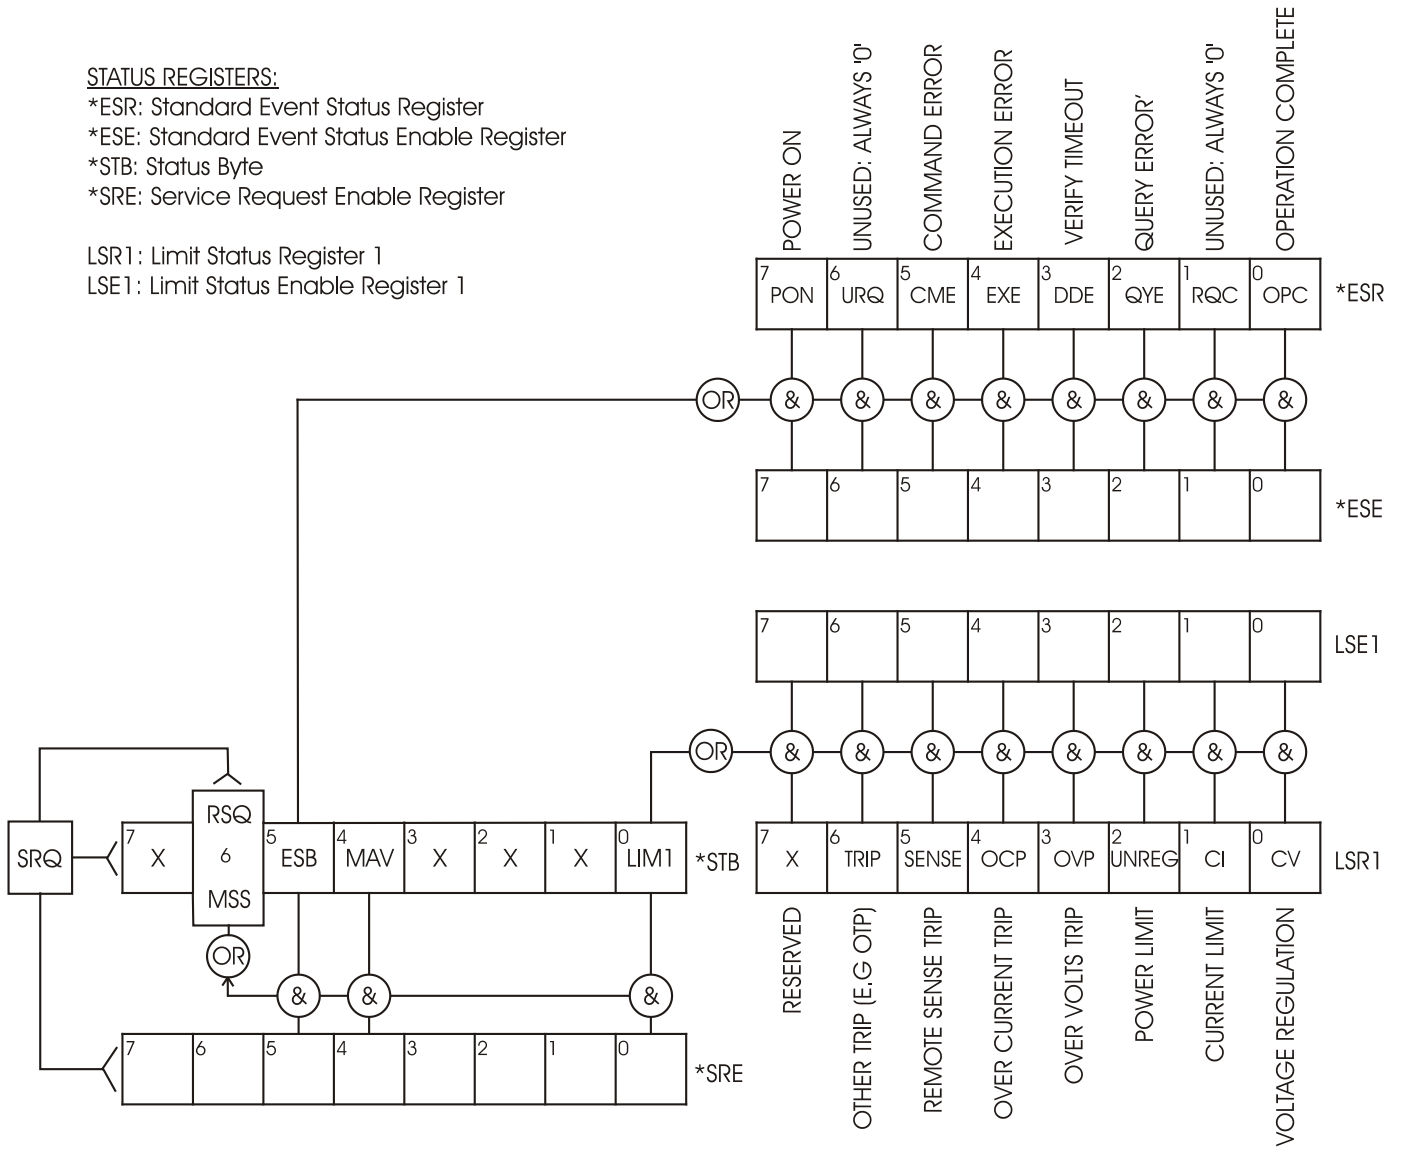 STATUS REGISTERS:
*ESR: Standard Event Status Register
*ESE: Standard Event Status Enable Register
*STB: Status Byte
*SRE: Service Request Enable Register
LSR1: Limit Status Register 1
LSE1: Limit Status Enable Register 1
POWER ON
UNUSED: ALWAYS '0'
COMMAND ERROR
EXECUTION ERROR
VERIFY TIMEOUT
QUERY ERROR'
UNUSED: ALWAYS '0'
OPERATION COMPLETE
7 PON 6 URQ 5 CME 4 EXE 3 DDE 2 QYE 1 RQC 0 OPC *ESR
OR & & & & & & & &
7 6 5 4 3 2 1 0 *ESE
7 6 5 4 3 2 1 0 LSE1
OR & & & & & & & &
7 X 6 TRIP 5 SENSE 4 OCP 3 OVP 2 UNREG 1 CI 0 CV LSR1
RESERVED
OTHER TRIP (E.G OTP)
REMOTE SENSE TRIP
OVER CURRENT TRIP
OVER VOLTS TRIP
POWER LIMIT
CURRENT LIMIT
VOLTAGE REGULATION
SRQ
7 X RSQ 6 MSS 5 ESB 4 MAV 3 X 2 X 1 X 0 LIM1 *STB
OR
& & &
7 6 5 4 3 2 1 0 *SRE